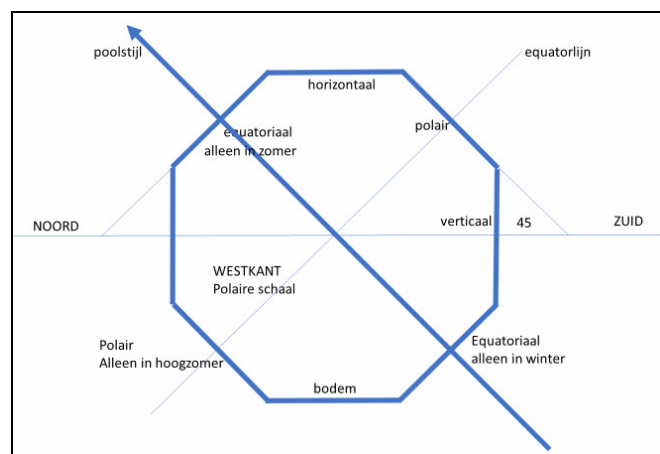 poolstijl
equatorlijn
horizontaal
polair
equatoriaal
alleen in zomer
NOORD
verticaal
45
ZUID
WESTKANT
Polaire schaal
Polair
Alleen in hoogzomer
Equatoriaal
alleen in winter
bodem